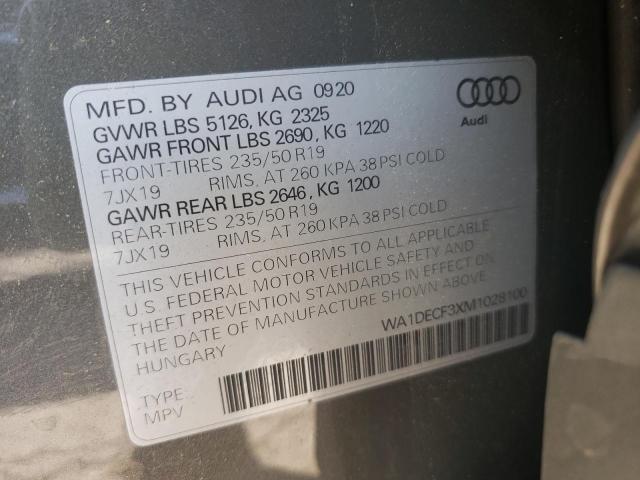 MFD. BY AUDI AG 0920
GVWR LBS 5126, KG 2325
GAWR FRONT LBS 2690, KG 1220
FRONT-TIRES 235/50 R19
7JX19 RIMS, AT 260 KPA 38 PSI COLD
GAWR REAR LBS 2646, KG 1200
REAR-TIRES 235/50 R19
7JX19 RIMS, AT 260 KPA 38 PSI COLD
THIS VEHICLE CONFORMS TO ALL APPLICABLE
U.S. FEDERAL MOTOR VEHICLE SAFETY AND
THEFT PREVENTION STANDARDS IN EFFECT ON
THE DATE OF MANUFACTURE SHOWN ABOVE.
HUNGARY
WA1DECF3XM1028100
TYPE
MPV
Audi